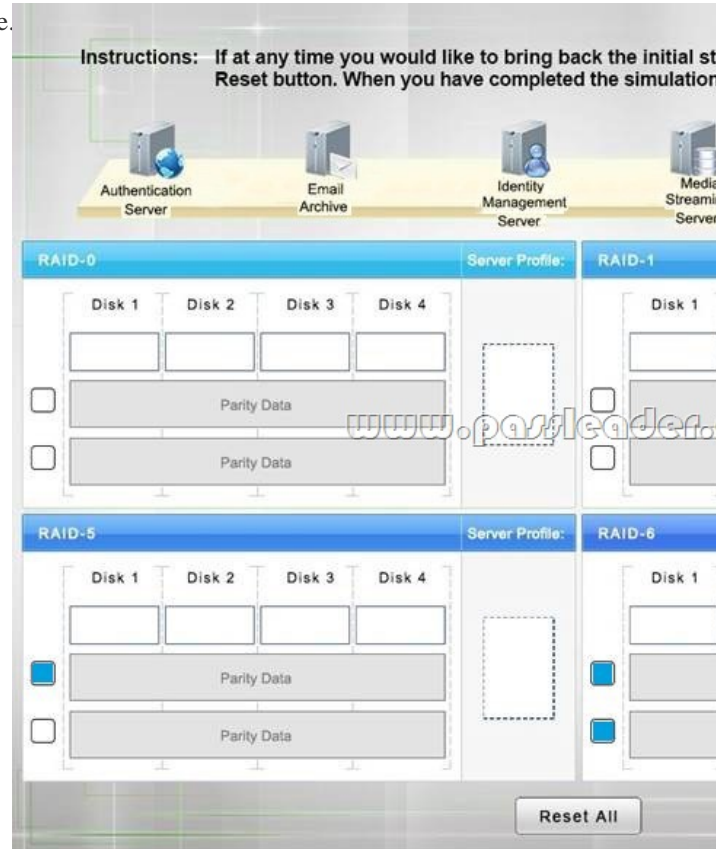 e.
Instructions: If at any time you would like to bring back the initial st
Reset button. When you have completed the simulation
Authentication
Server
Email
Archive
Identity
Management
Server
Media
Streamin
Server
RAID-0 Server Profile:
Disk 1 Disk 2 Disk 3 Disk 4
Parity Data
Parity Data
RAID-1
Disk 1
www.passleader.
RAID-5 Server Profile:
Disk 1 Disk 2 Disk 3 Disk 4
Parity Data
Parity Data
RAID-6
Disk 1
Reset All